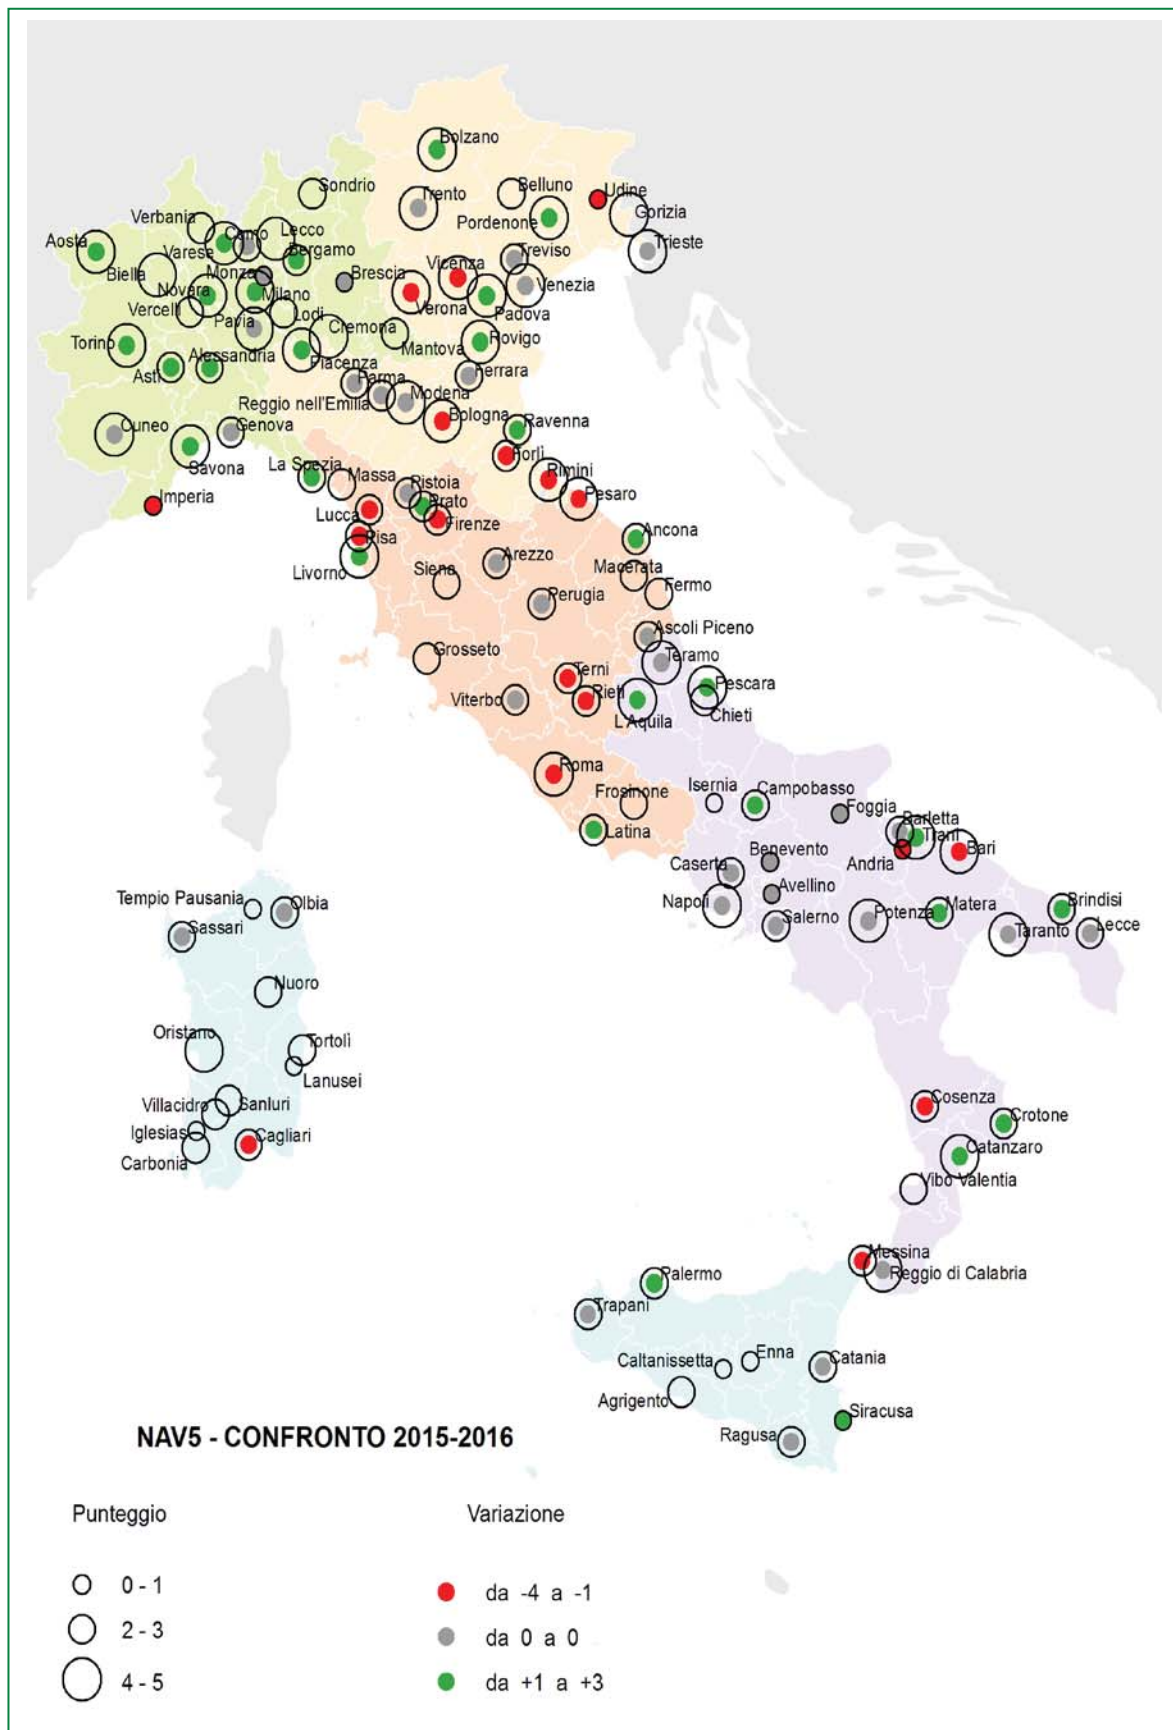 Bolzano
Sondrio
Belluno
Udine
Trento
Verbania
Pordenone
Gorizia
Aosta
Como
Lecco
Trieste
Varese
Bergamo
Treviso
Biella
Monza
Brescia
Vicenza
Venezia
Novara
Milano
Verona
Padova
Vercelli
Lodi
Pavia
Cremona
Torino
Mantova
Rovigo
Alessandria
Piacenza
Asti
Parma
Ferrara
Modena
Reggio nell'Emilia
Cuneo
Genova
Bologna
Ravenna
Savona
Forlì
La Spezia
Massa
Pistoia
Rimini
Imperia
Prato
Pesaro
Lucca
Firenze
Pisa
Ancona
Livorno
Siena
Arezzo
Macerata
Fermo
Perugia
Ascoli Piceno
Grosseto
Teramo
Terni
Pescara
Viterbo
Rieti
L'Aquila
Chieti
Roma
Isernia
Campobasso
Frosinone
Foggia
Barletta
Latina
Trani
Benevento
Andria
Bari
Caserta
Avellino
Tempio Pausania
Olbia
Napoli
Matera
Brindisi
Sassari
Salerno
Potenza
Taranto
Lecce
Nuoro
Oristano
Tortolì
Lanusei
Villacidro
Sanluri
Cosenza
Iglesias
Cagliari
Crotone
Carbonia
Catanzaro
Vibo Valentia
Messina
Palermo
Reggio di Calabria
Trapani
Enna
Caltanissetta
Catania
Agrigento
Siracusa
Ragusa
NAV5 - CONFRONTO 2015-2016
Punteggio
Variazione
0 - 1
da -4 a -1
2 - 3
da 0 a 0
4 - 5
da +1 a +3